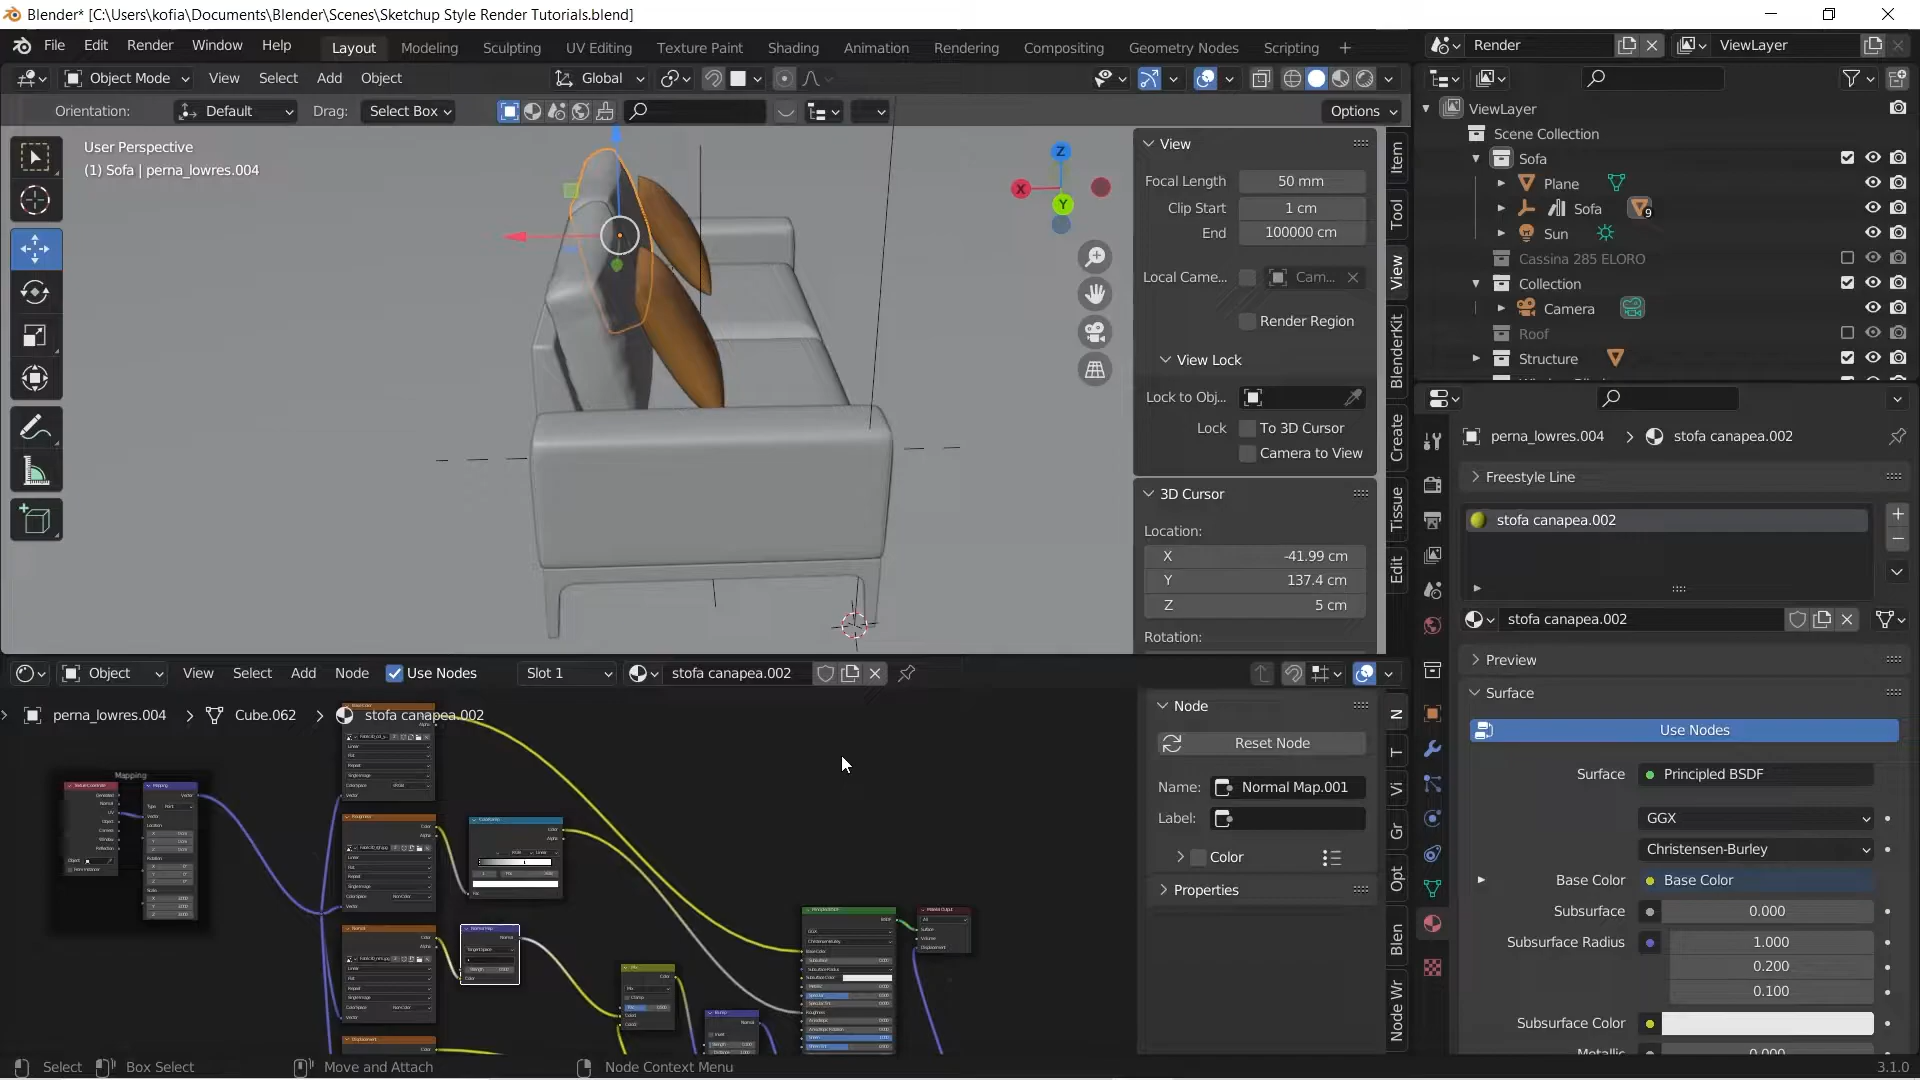 Blender* [C:\Users\kofia\Documents\Blender\Scenes\Sketchup Style Render Tutorials.blend]
File Edit Render Window Help Layout Modeling Sculpting UV Editing Texture Paint Shading Animation Rendering Compositing Geometry Nodes Scripting + Render ViewLayer
Object Mode View Select Add Object Global
Orientation: Default Drag: Select Box Options
User Perspective
(1) Sofa | perna_lowres.004
Z
X
Y
View
Focal Length 50 mm
Clip Start 1 cm
End 100000 cm
Local Came... Cam...
Render Region
View Lock
Lock to Obj...
Lock To 3D Cursor
Camera to View
3D Cursor
Location:
X -41.99 cm
Y 137.4 cm
Z 5 cm
Rotation:
Item
Tool
View
BlenderKit
Create
Tissue
Edit
ViewLayer
Scene Collection
Sofa
Plane
Sofa 9
Sun
Cassina 285 ELORO
Collection
Camera
Roof
Structure
perna_lowres.004 > stofa canapea.002
Freestyle Line
stofa canapea.002
stofa canapea.002
Preview
Surface
Use Nodes
Surface Principled BSDF
GGX
Christensen-Burley
Base Color Base Color
Subsurface 0.000
Subsurface Radius 1.000
0.200
0.100
Subsurface Color
Metallic 0.000
Object View Select Add Node Use Nodes Slot 1 stofa canapea.002
perna_lowres.004 > Cube.062 > stofa canapea.002
Mapping
Node
Reset Node
Name: Normal Map.001
Label:
Color
Properties
N
T
Vi
Gr
Opt
Blen
Node Wr
Select Box Select Move and Attach Node Context Menu 3.1.0